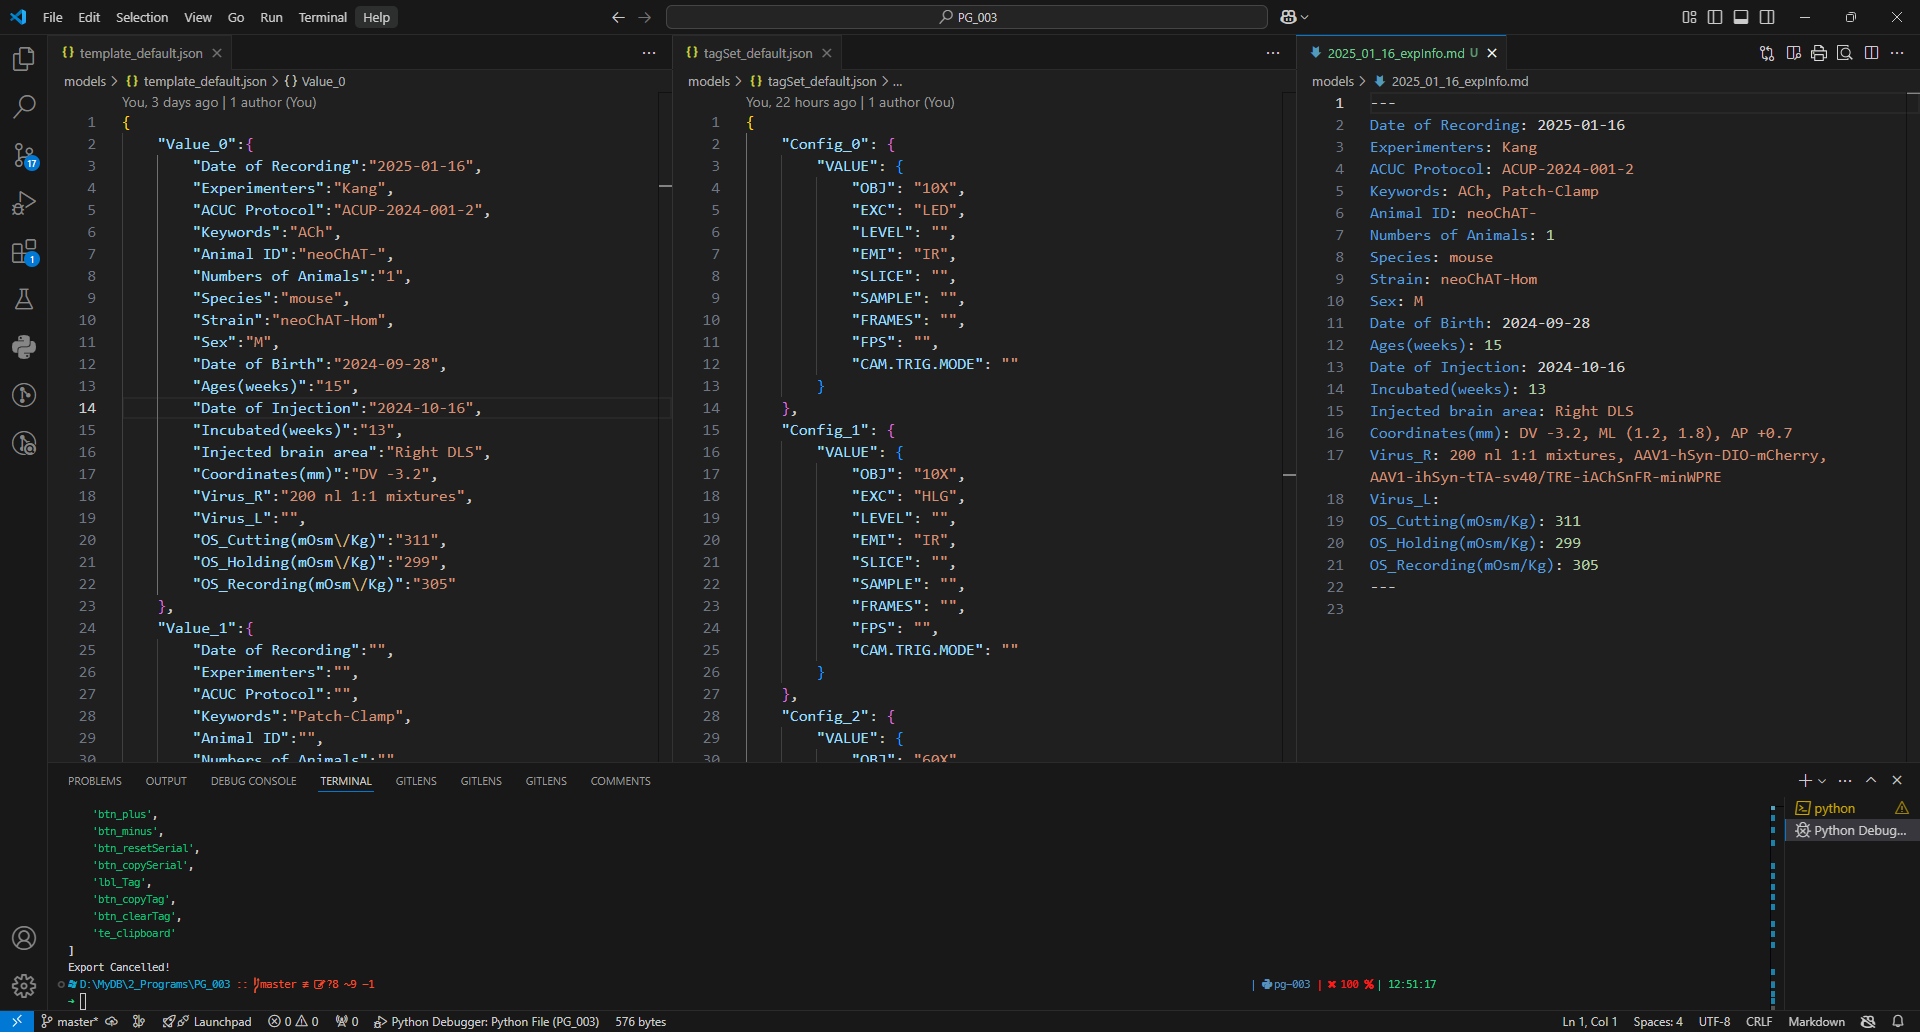 File Edit Selection View Go Run Terminal Help
PG_003
template_default.json
models > template_default.json > {} Value_0
You, 3 days ago | 1 author (You)
1 {
2 "Value_0":{
3 "Date of Recording":"2025-01-16",
4 "Experimenters":"Kang",
5 "ACUC Protocol":"ACUP-2024-001-2",
6 "Keywords":"ACh",
7 "Animal ID":"neoChAT-",
8 "Numbers of Animals":"1",
9 "Species":"mouse",
10 "Strain":"neoChAT-Hom",
11 "Sex":"M",
12 "Date of Birth":"2024-09-28",
13 "Ages(weeks)":"15",
14 "Date of Injection":"2024-10-16",
15 "Incubated(weeks)":"13",
16 "Injected brain area":"Right DLS",
17 "Coordinates(mm)":"DV -3.2",
18 "Virus_R":"200 nl 1:1 mixtures",
19 "Virus_L":"",
20 "OS_Cutting(mOsm\/Kg)":"311",
21 "OS_Holding(mOsm\/Kg)":"299",
22 "OS_Recording(mOsm\/Kg)":"305"
23 },
24 "Value_1":{
25 "Date of Recording":"",
26 "Experimenters":"",
27 "ACUC Protocol":"",
28 "Keywords":"Patch-Clamp",
29 "Animal ID":"",
30 "Numbers of Animals":""
tagSet_default.json
models > {} tagSet_default.json > ...
You, 22 hours ago | 1 author (You)
1 {
2 "Config_0": {
3 "VALUE": {
4 "OBJ": "10X",
5 "EXC": "LED",
6 "LEVEL": "",
7 "EMI": "IR",
8 "SLICE": "",
9 "SAMPLE": "",
10 "FRAMES": "",
11 "FPS": "",
12 "CAM.TRIG.MODE": ""
13 }
14 },
15 "Config_1": {
16 "VALUE": {
17 "OBJ": "10X",
18 "EXC": "HLG",
19 "LEVEL": "",
20 "EMI": "IR",
21 "SLICE": "",
22 "SAMPLE": "",
23 "FRAMES": "",
24 "FPS": "",
25 "CAM.TRIG.MODE": ""
26 }
27 },
28 "Config_2": {
29 "VALUE": {
30 "OBJ": "60X"
2025_01_16_expInfo.md U
models > 2025_01_16_expInfo.md
1 ---
2 Date of Recording: 2025-01-16
3 Experimenters: Kang
4 ACUC Protocol: ACUP-2024-001-2
5 Keywords: ACh, Patch-Clamp
6 Animal ID: neoChAT-
7 Numbers of Animals: 1
8 Species: mouse
9 Strain: neoChAT-Hom
10 Sex: M
11 Date of Birth: 2024-09-28
12 Ages(weeks): 15
13 Date of Injection: 2024-10-16
14 Incubated(weeks): 13
15 Injected brain area: Right DLS
16 Coordinates(mm): DV -3.2, ML (1.2, 1.8), AP +0.7
17 Virus_R: 200 nl 1:1 mixtures, AAV1-hSyn-DIO-mCherry,
AAV1-ihSyn-tTA-sv40/TRE-iAChSnFR-minWPRE
18 Virus_L:
19 OS_Cutting(mOsm/Kg): 311
20 OS_Holding(mOsm/Kg): 299
21 OS_Recording(mOsm/Kg): 305
22 ---
23
17
1
PROBLEMS OUTPUT DEBUG CONSOLE TERMINAL GITLENS GITLENS GITLENS COMMENTS
'btn_plus',
'btn_minus',
'btn_resetSerial',
'btn_copySerial',
'lbl_Tag',
'btn_copyTag',
'btn_clearTag',
'te_clipboard'
]
Export Cancelled!
D:\MyDB\2_Programs\PG_003 :: master ≢ ?8 ~9 -1
| pg-003 | × 100 % | 12:51:17
python
Python Debug...
master* Launchpad 0 0 0 Python Debugger: Python File (PG_003) 576 bytes
Ln 1, Col 1 Spaces: 4 UTF-8 CRLF Markdown